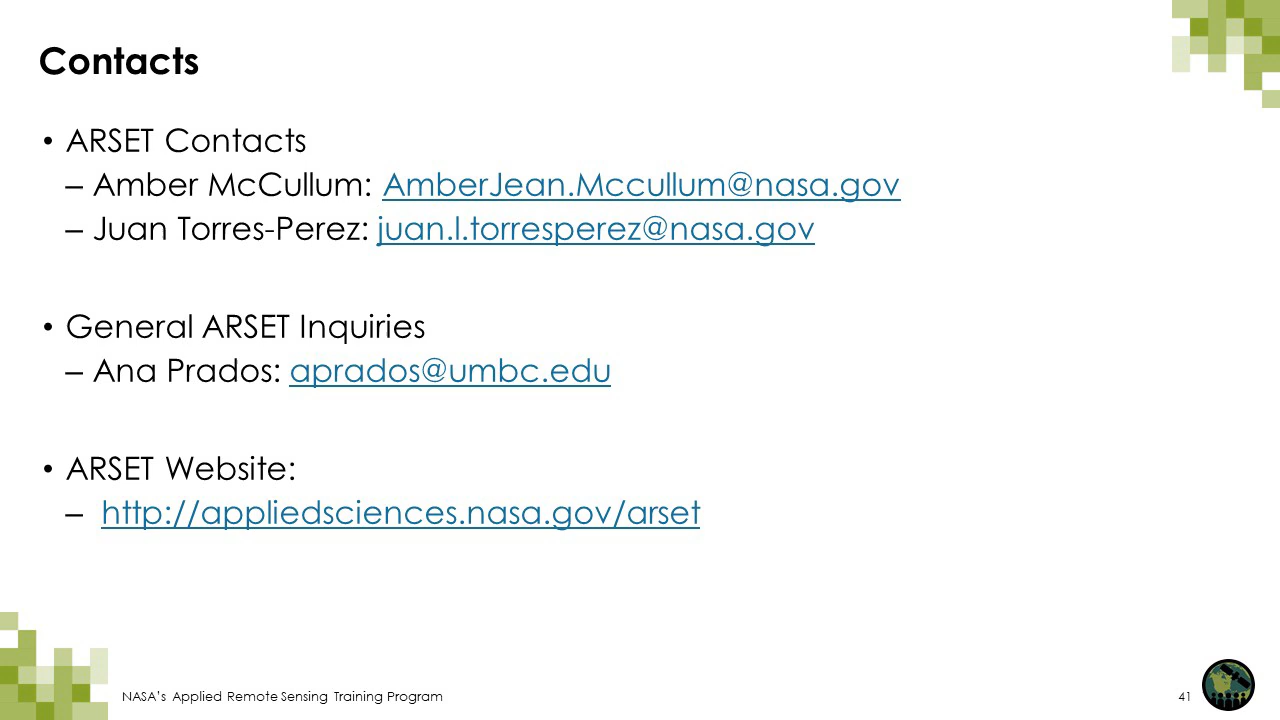 Contacts
• ARSET Contacts
– Amber McCullum: AmberJean.Mccullum@nasa.gov
– Juan Torres-Perez: juan.l.torresperez@nasa.gov
• General ARSET Inquiries
– Ana Prados: aprados@umbc.edu
• ARSET Website:
– http://appliedsciences.nasa.gov/arset
NASA's Applied Remote Sensing Training Program
41